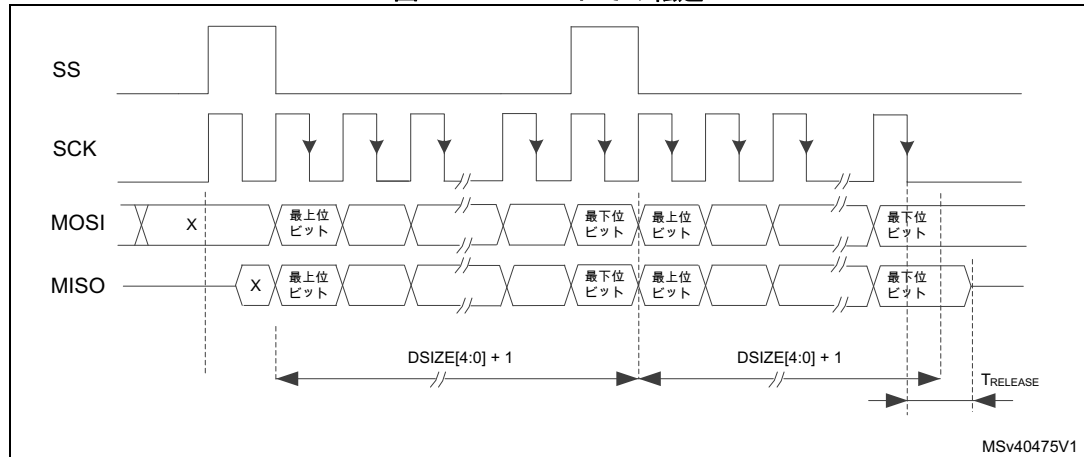 SS
SCK
MOSI
X
最上位
ビット
最下位
ビット
最上位
ビット
最下位
ビット
MISO
X
最上位
ビット
最下位
ビット
最上位
ビット
最下位
ビット
DSIZE[4:0] + 1
DSIZE[4:0] + 1
TRELEASE
MSv40475V1